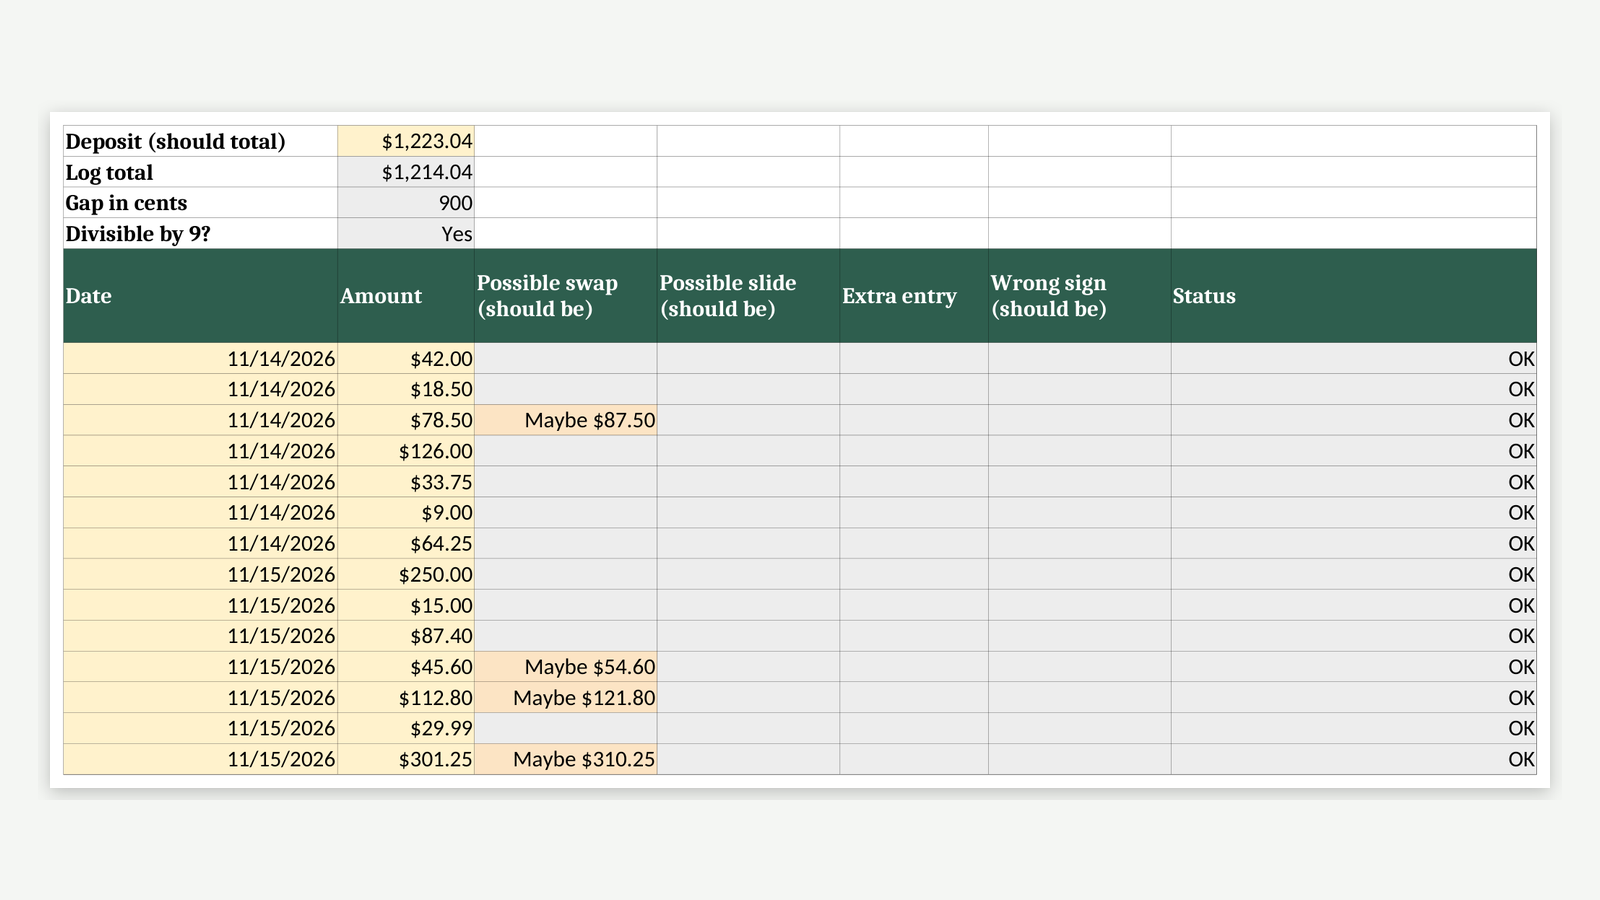 Deposit (should total) $1,223.04
Log total $1,214.04
Gap in cents 900
Divisible by 9? Yes
Date Amount Possible swap (should be) Possible slide (should be) Extra entry Wrong sign (should be) Status
11/14/2026 $42.00 OK
11/14/2026 $18.50 OK
11/14/2026 $78.50 Maybe $87.50 OK
11/14/2026 $126.00 OK
11/14/2026 $33.75 OK
11/14/2026 $9.00 OK
11/14/2026 $64.25 OK
11/15/2026 $250.00 OK
11/15/2026 $15.00 OK
11/15/2026 $87.40 OK
11/15/2026 $45.60 Maybe $54.60 OK
11/15/2026 $112.80 Maybe $121.80 OK
11/15/2026 $29.99 OK
11/15/2026 $301.25 Maybe $310.25 OK